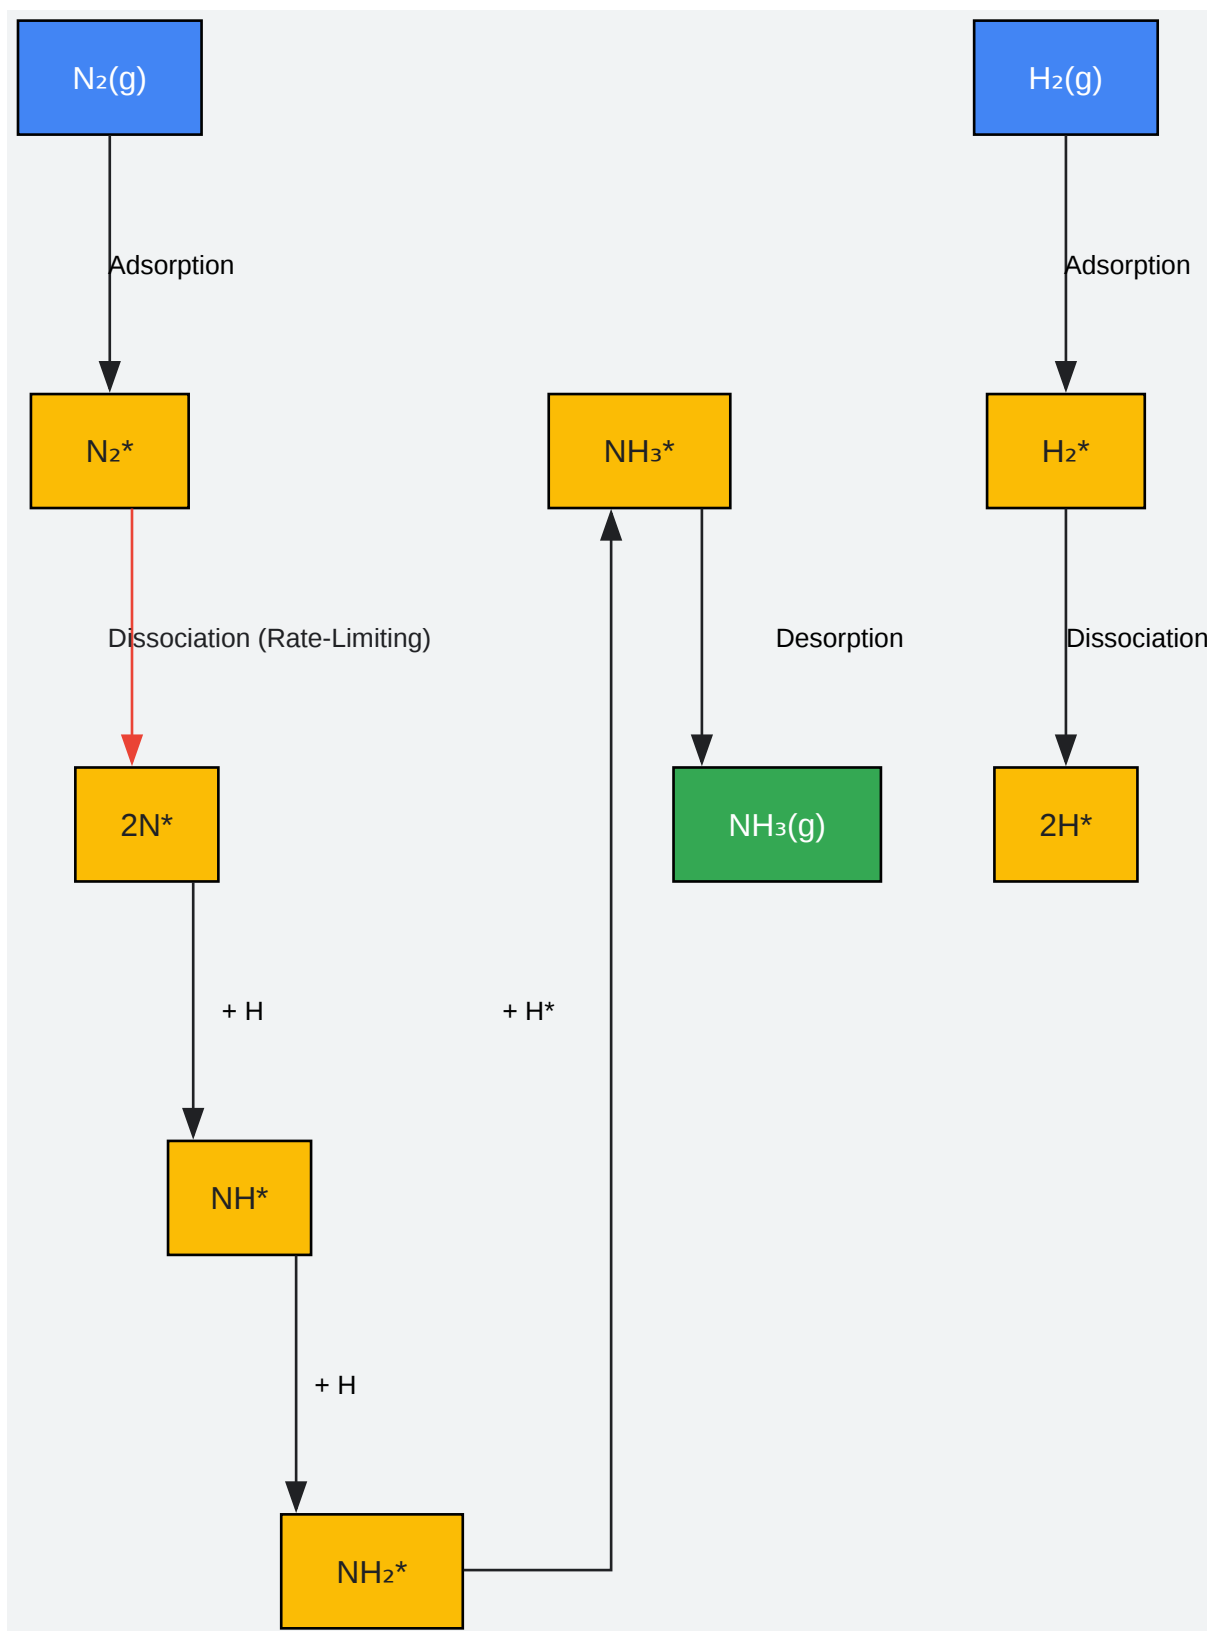 N₂(g)
H₂(g)
Adsorption
Adsorption
N₂*
NH₃*
H₂*
Dissociation (Rate-Limiting)
Desorption
Dissociation
2N*
NH₃(g)
2H*
+ H
+ H*
NH*
+ H
NH₂*